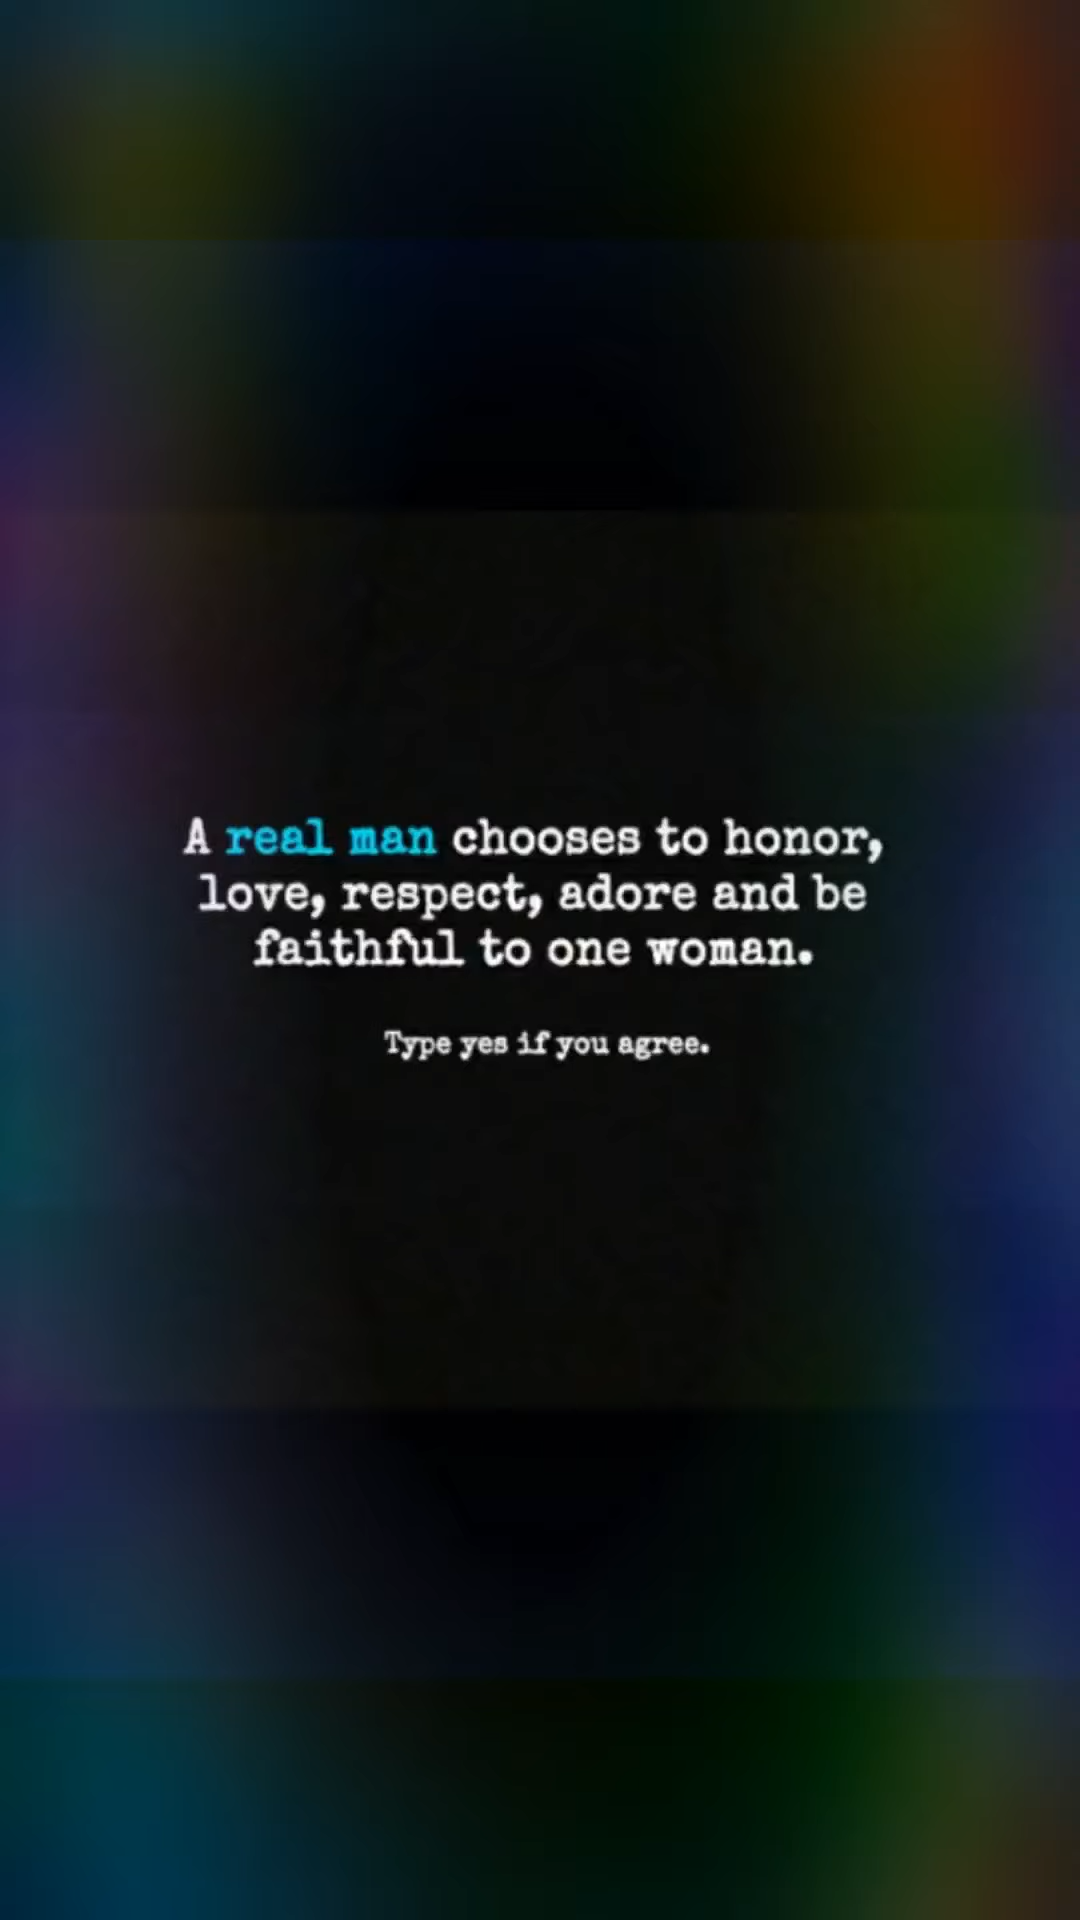 A real man chooses to honor,
love, respect, adore and be
faithful to one woman.
Type yes if you agree.